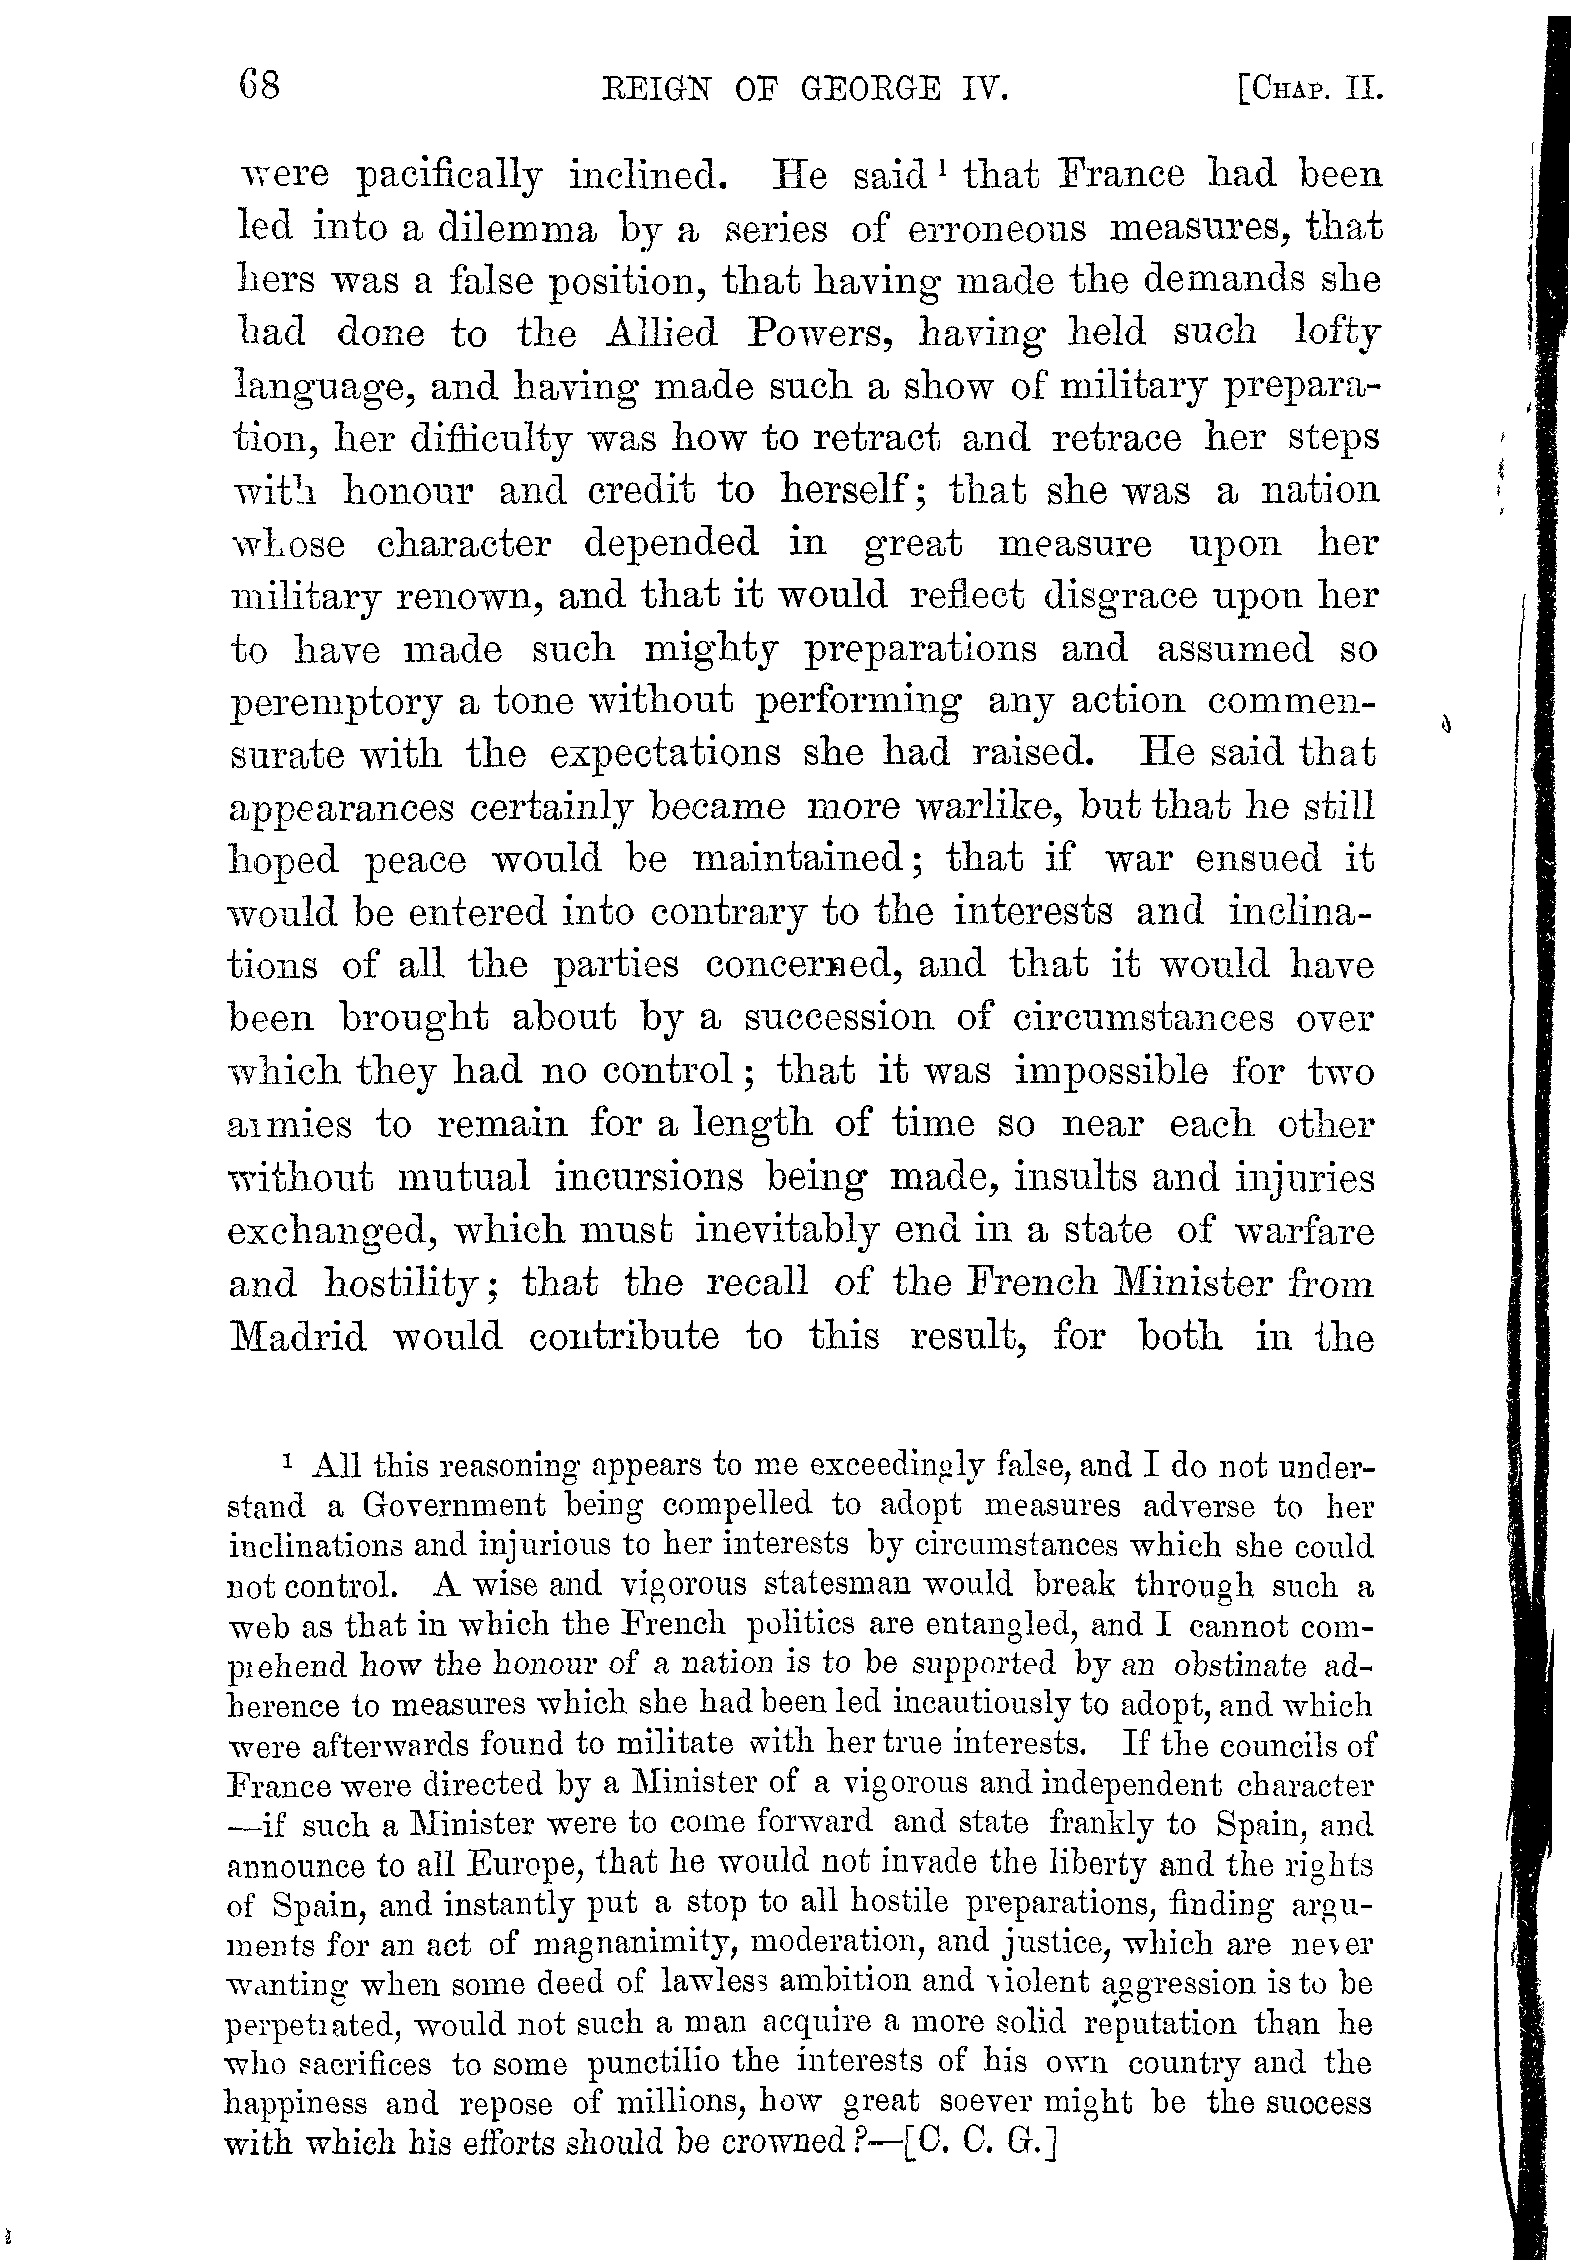 68 REIGN OF GEORGE IV. [CHAP. II.
were pacifically inclined. He said ¹ that France had been
led into a dilemma by a series of erroneous measures, that
hers was a false position, that having made the demands she
had done to the Allied Powers, having held such lofty
language, and having made such a show of military prepara-
tion, her difficulty was how to retract and retrace her steps
with honour and credit to herself; that she was a nation
whose character depended in great measure upon her
military renown, and that it would reflect disgrace upon her
to have made such mighty preparations and assumed so
peremptory a tone without performing any action commen-
surate with the expectations she had raised. He said that
appearances certainly became more warlike, but that he still
hoped peace would be maintained; that if war ensued it
would be entered into contrary to the interests and inclina-
tions of all the parties concerned, and that it would have
been brought about by a succession of circumstances over
which they had no control; that it was impossible for two
armies to remain for a length of time so near each other
without mutual incursions being made, insults and injuries
exchanged, which must inevitably end in a state of warfare
and hostility; that the recall of the French Minister from
Madrid would contribute to this result, for both in the
¹ All this reasoning appears to me exceedingly false, and I do not under-
stand a Government being compelled to adopt measures adverse to her
inclinations and injurious to her interests by circumstances which she could
not control. A wise and vigorous statesman would break through such a
web as that in which the French politics are entangled, and I cannot com-
prehend how the honour of a nation is to be supported by an obstinate ad-
herence to measures which she had been led incautiously to adopt, and which
were afterwards found to militate with her true interests. If the councils of
France were directed by a Minister of a vigorous and independent character
—if such a Minister were to come forward and state frankly to Spain, and
announce to all Europe, that he would not invade the liberty and the rights
of Spain, and instantly put a stop to all hostile preparations, finding argu-
ments for an act of magnanimity, moderation, and justice, which are never
wanting when some deed of lawless ambition and violent aggression is to be
perpetrated, would not such a man acquire a more solid reputation than he
who sacrifices to some punctilio the interests of his own country and the
happiness and repose of millions, how great soever might be the success
with which his efforts should be crowned?—[C. C. G.]